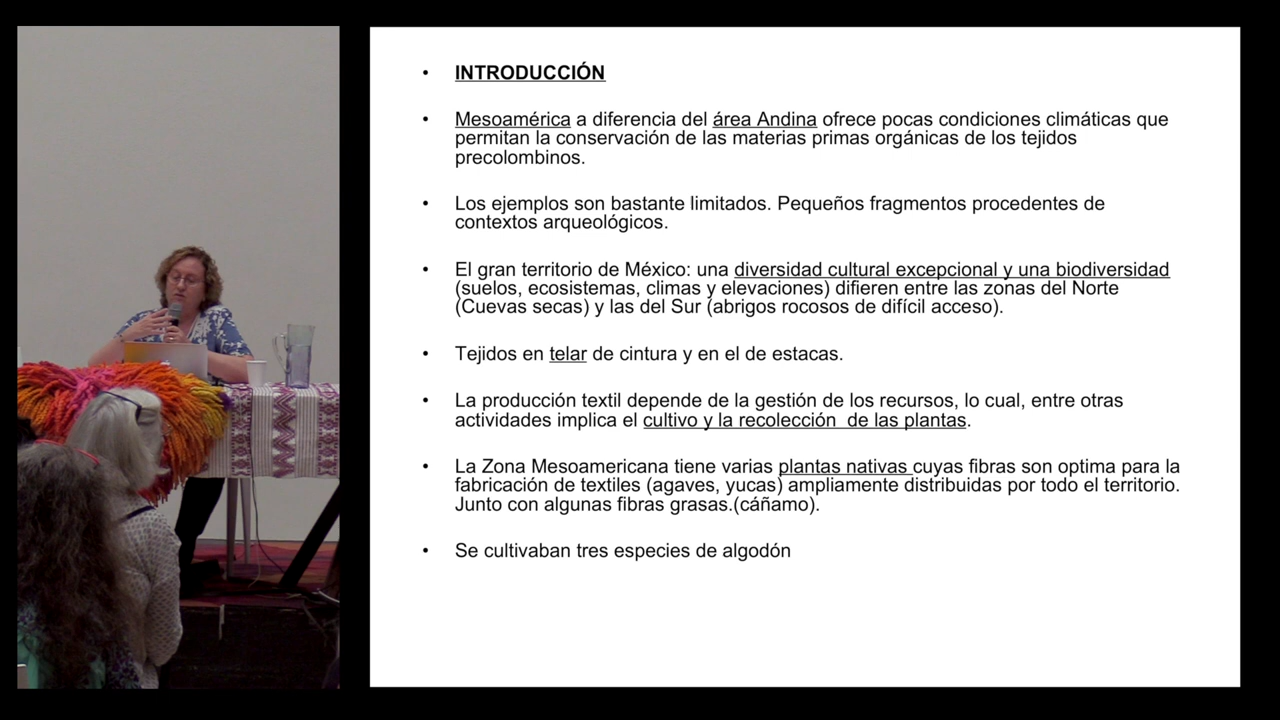 • INTRODUCCIÓN
• Mesoamérica a diferencia del área Andina ofrece pocas condiciones climáticas que
permitan la conservación de las materias primas orgánicas de los tejidos
precolombinos.
• Los ejemplos son bastante limitados. Pequeños fragmentos procedentes de
contextos arqueológicos.
• El gran territorio de México: una diversidad cultural excepcional y una biodiversidad
(suelos, ecosistemas, climas y elevaciones) difieren entre las zonas del Norte
(Cuevas secas) y las del Sur (abrigos rocosos de difícil acceso).
• Tejidos en telar de cintura y en el de estacas.
• La producción textil depende de la gestión de los recursos, lo cual, entre otras
actividades implica el cultivo y la recolección  de las plantas.
• La Zona Mesoamericana tiene varias plantas nativas cuyas fibras son optima para la
fabricación de textiles (agaves, yucas) ampliamente distribuidas por todo el territorio.
Junto con algunas fibras grasas.(cáñamo).
• Se cultivaban tres especies de algodón